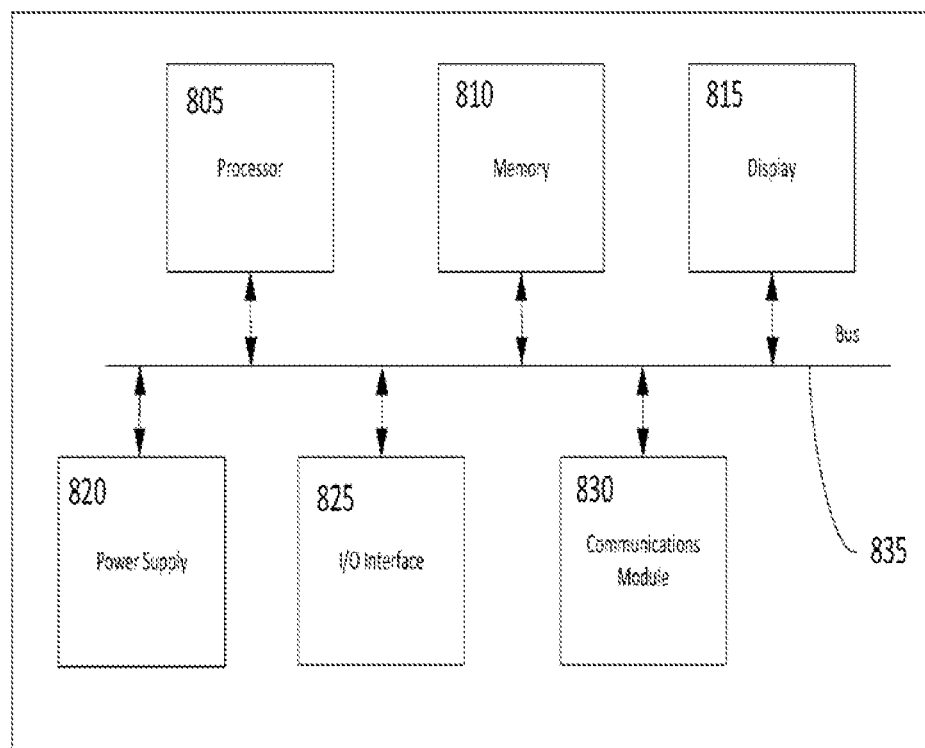 805
Processor
810
Memory
815
Display
Bus
820
Power Supply
825
I/O Interface
830
Communications
Module
835